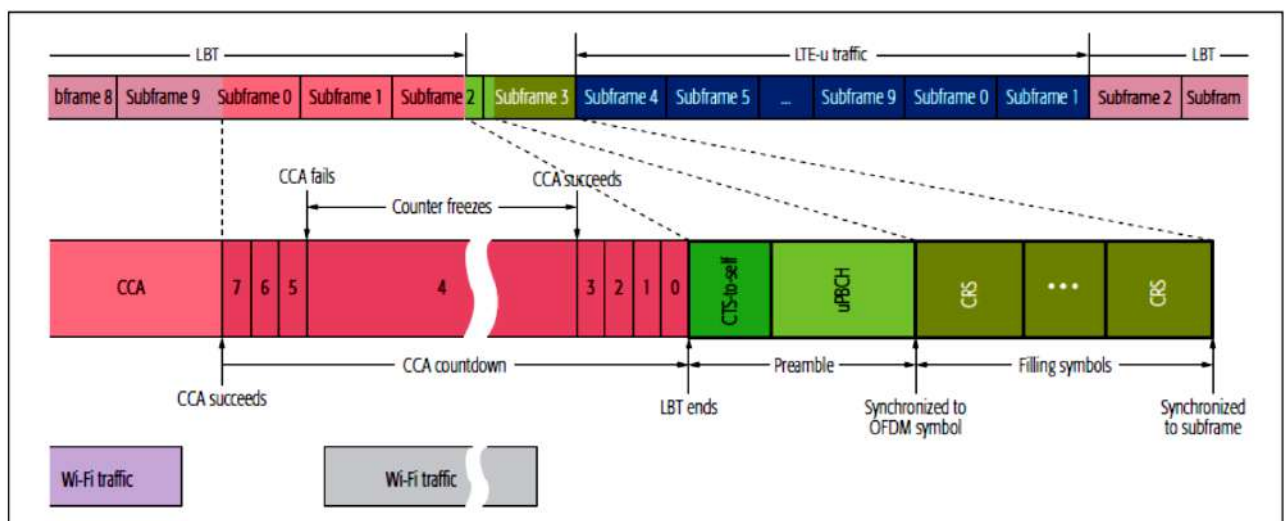 LBT LTE-u traffic LBT
bframe 8 Subframe 9 Subframe 0 Subframe 1 Subframe 2 Subframe 3 Subframe 4 Subframe 5 ... Subframe 9 Subframe 0 Subframe 1 Subframe 2 Subfram
CCA fails CCA succeeds
Counter freezes
CCA 7 6 5 4 3 2 1 0 CTS-to-self uPBCH CRS ••• CRS
CCA countdown Preamble Filling symbols
CCA succeeds LBT ends Synchronized to OFDM symbol Synchronized to subframe
Wi-Fi traffic Wi-Fi traffic